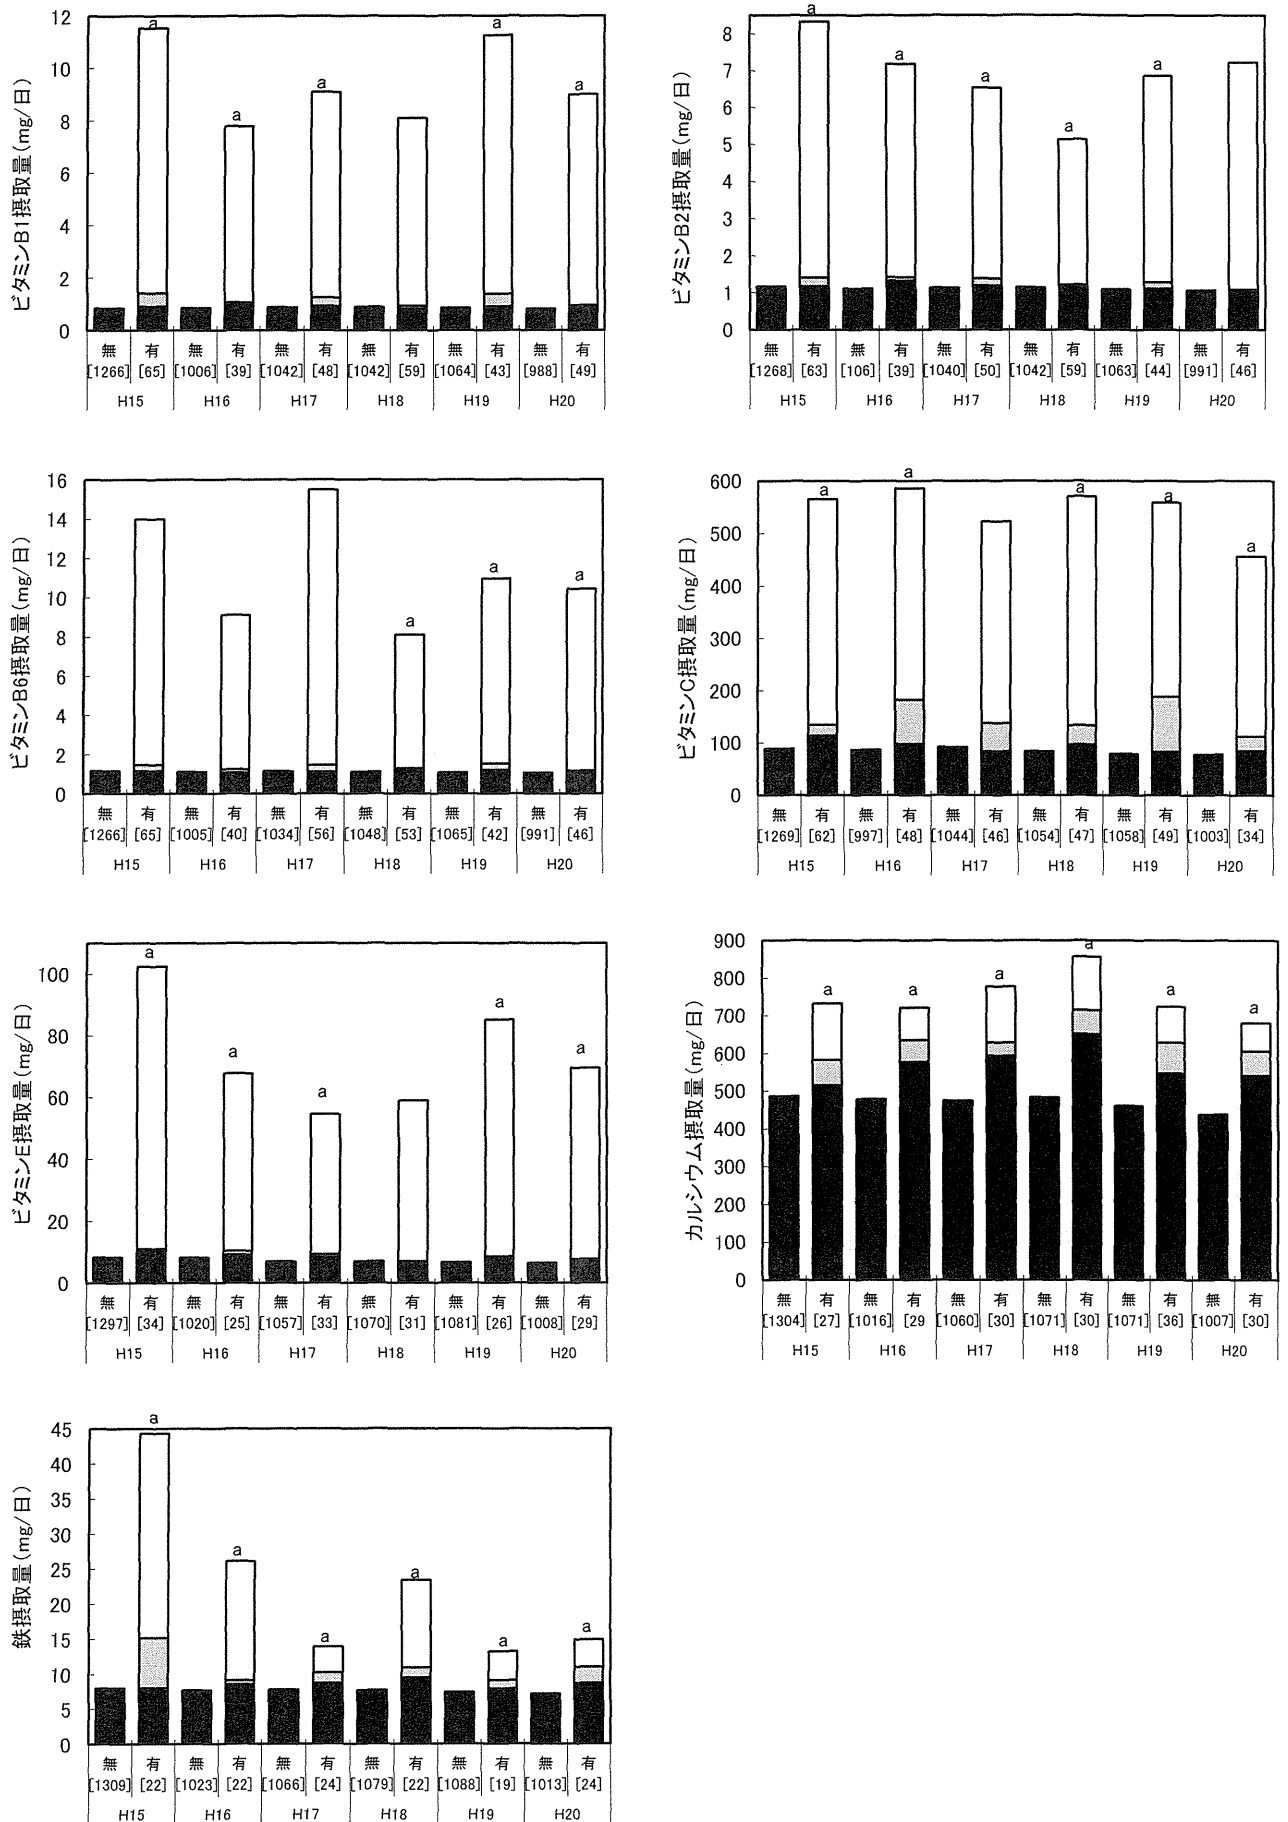 ビタミンB1摂取量(mg/日)
12
10
8
6
4
2
0
a
a
a
a
a
無 有 無 有 無 有 無 有 無 有 無 有
[1266] [65] [1006] [39] [1042] [48] [1042] [59] [1064] [43] [988] [49]
H15 H16 H17 H18 H19 H20
ビタミンB2摂取量(mg/日)
8
7
6
5
4
3
2
1
0
a
a
a
a
a
無 有 無 有 無 有 無 有 無 有 無 有
[1268] [63] [106] [39] [1040] [50] [1042] [59] [1063] [44] [991] [46]
H15 H16 H17 H18 H19 H20
ビタミンB6摂取量(mg/日)
16
14
12
10
8
6
4
2
0
a
a
a
無 有 無 有 無 有 無 有 無 有 無 有
[1266] [65] [1005] [40] [1034] [56] [1048] [53] [1065] [42] [991] [46]
H15 H16 H17 H18 H19 H20
ビタミンC摂取量(mg/日)
600
500
400
300
200
100
0
a
a
a
a
a
無 有 無 有 無 有 無 有 無 有 無 有
[1269] [62] [997] [48] [1044] [46] [1054] [47] [1058] [49] [1003] [34]
H15 H16 H17 H18 H19 H20
ビタミンE摂取量(mg/日)
100
80
60
40
20
0
a
a
a
a
a
無 有 無 有 無 有 無 有 無 有 無 有
[1297] [34] [1020] [25] [1057] [33] [1070] [31] [1081] [26] [1008] [29]
H15 H16 H17 H18 H19 H20
カルシウム摂取量(mg/日)
900
800
700
600
500
400
300
200
100
0
a
a
a
a
a
a
無 有 無 有 無 有 無 有 無 有 無 有
[1304] [27] [1016] [29 [1060] [30] [1071] [30] [1071] [36] [1007] [30]
H15 H16 H17 H18 H19 H20
鉄摂取量(mg/日)
45
40
35
30
25
20
15
10
5
0
a
a
a
a
a
a
無 有 無 有 無 有 無 有 無 有 無 有
[1309] [22] [1023] [22] [1066] [24] [1079] [22] [1088] [19] [1013] [24]
H15 H16 H17 H18 H19 H20